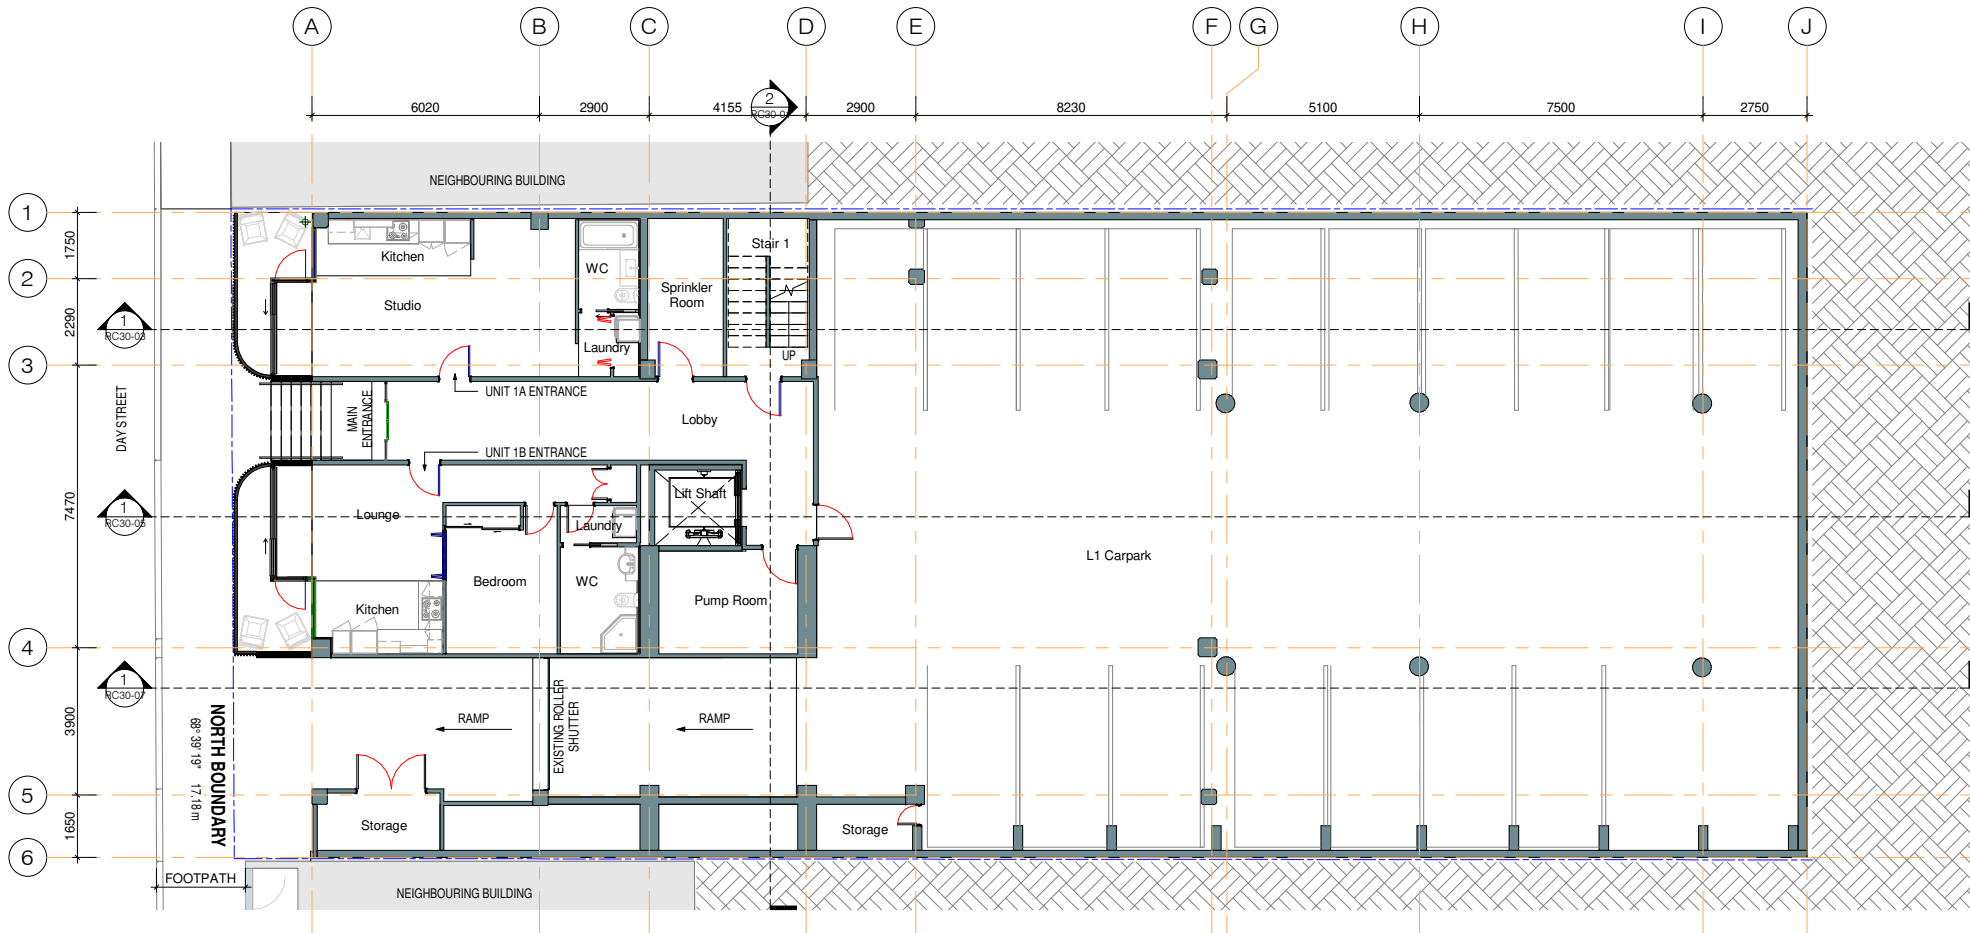 A B C D E F G H I J
6020 2900 4155 2900 8230 5100 7500 2750
2
NEIGHBOURING BUILDING
1
1750
2
2290
3
7470
4
3900
5
1650
6
1
RC30-03
1
RC30-05
1
RC30-07
DAY STREET
Kitchen
Studio
WC
Laundry
Sprinkler
Room
Stair 1
UP
UNIT 1A ENTRANCE
MAIN
ENTRANCE
Lobby
UNIT 1B ENTRANCE
Lounge
Lift Shaft
Laundry
Bedroom
WC
Kitchen
Pump Room
L1 Carpark
RAMP
EXISTING ROLLER
SHUTTER
RAMP
NORTH BOUNDARY
68° 39' 19" 17.18m
Storage
Storage
FOOTPATH
NEIGHBOURING BUILDING